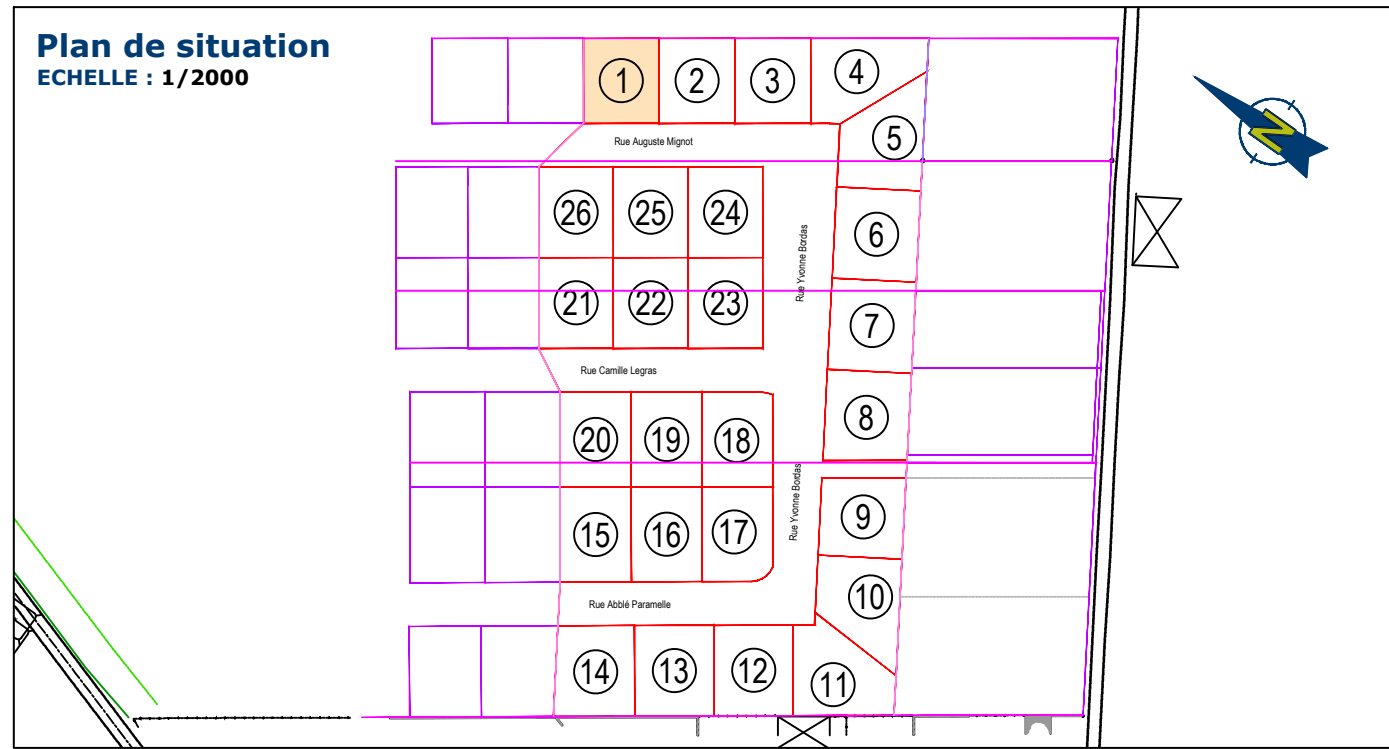 Plan de situation
ECHELLE : 1/2000
1 2 3 4
5
Rue Auguste Mignot
N
26 25 24
6
Rue Yvonne Bordas
21 22 23
7
Rue Camille Legras
8
20 19 18
Rue Yvonne Bordas
9
15 16 17
10
Rue Abblé Paramelle
14 13 12 11